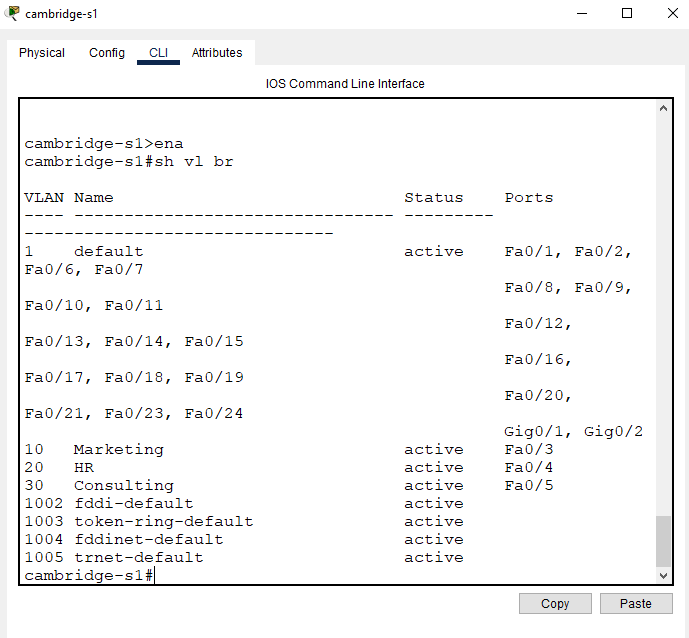 cambridge-s1
Physical Config CLI Attributes
IOS Command Line Interface
cambridge-s1>ena
cambridge-s1#sh vl br
VLAN Name                             Status    Ports
---- -------------------------------- ---------
-------------------------------
1    default                          active    Fa0/1, Fa0/2,
Fa0/6, Fa0/7
                                                Fa0/8, Fa0/9,
Fa0/10, Fa0/11
                                                Fa0/12,
Fa0/13, Fa0/14, Fa0/15
                                                Fa0/16,
Fa0/17, Fa0/18, Fa0/19
                                                Fa0/20,
Fa0/21, Fa0/23, Fa0/24
                                                Gig0/1, Gig0/2
10   Marketing                        active    Fa0/3
20   HR                               active    Fa0/4
30   Consulting                       active    Fa0/5
1002 fddi-default                     active
1003 token-ring-default               active
1004 fddinet-default                  active
1005 trnet-default                    active
cambridge-s1#
Copy Paste